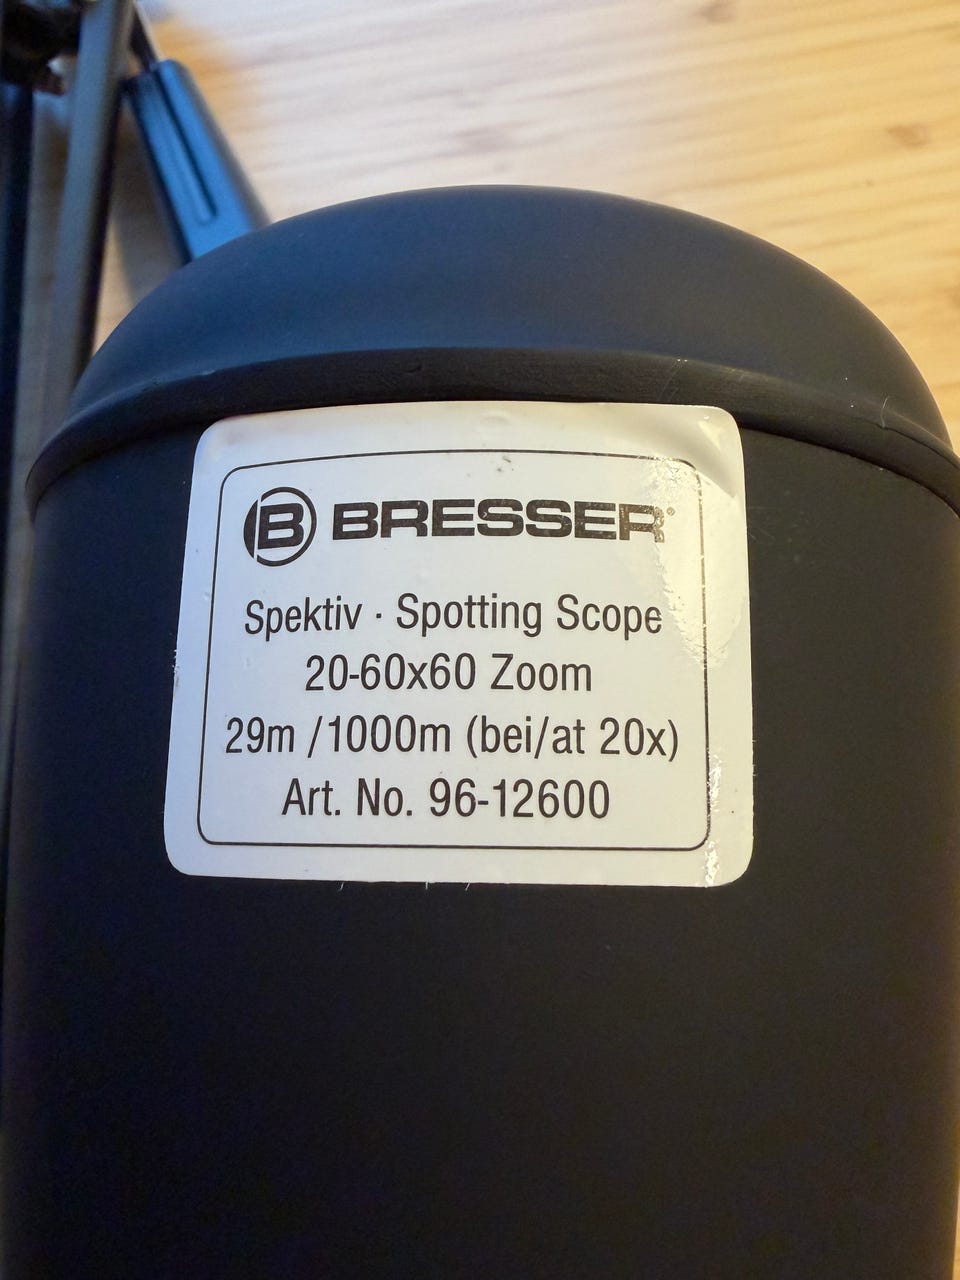 B BRESSER®
Spektiv · Spotting Scope
20-60x60 Zoom
29m /1000m (bei/at 20x)
Art. No. 96-12600